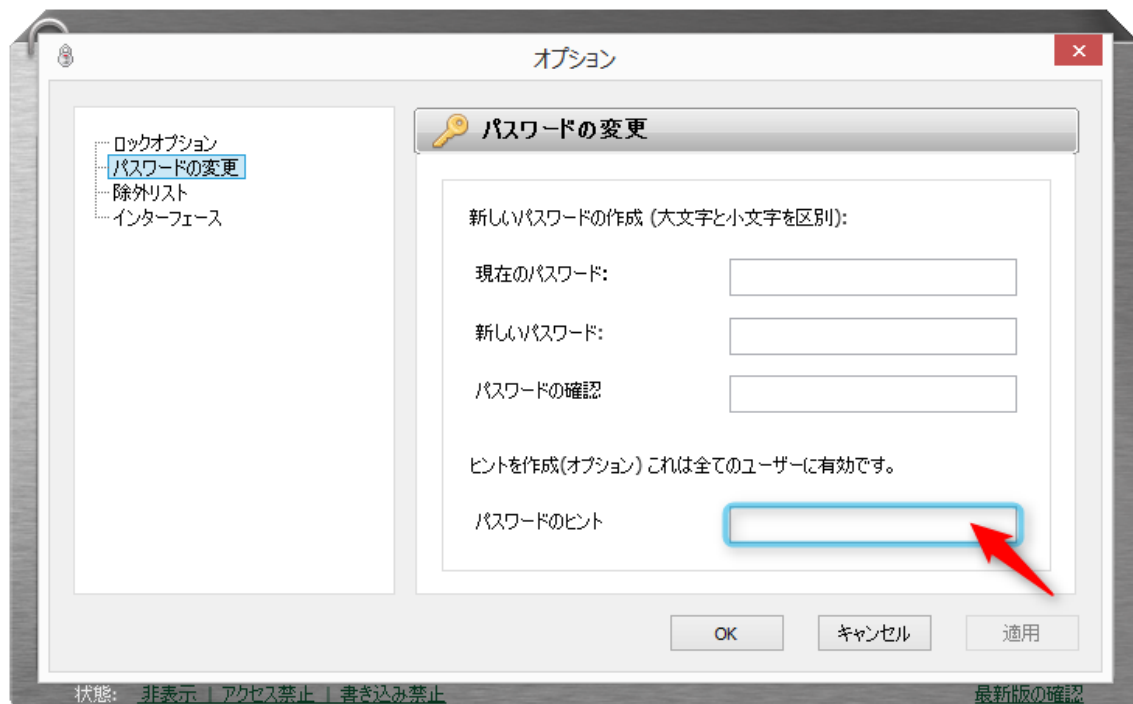 オプション
ロックオプション
パスワードの変更
除外リスト
インターフェース
パスワードの変更
新しいパスワードの作成 (大文字と小文字を区別):
現在のパスワード:
新しいパスワード:
パスワードの確認
ヒントを作成(オプション) これは全てのユーザーに有効です。
パスワードのヒント
OK キャンセル 適用
状態: 非表示 | アクセス禁止 | 書き込み禁止 最新版の確認